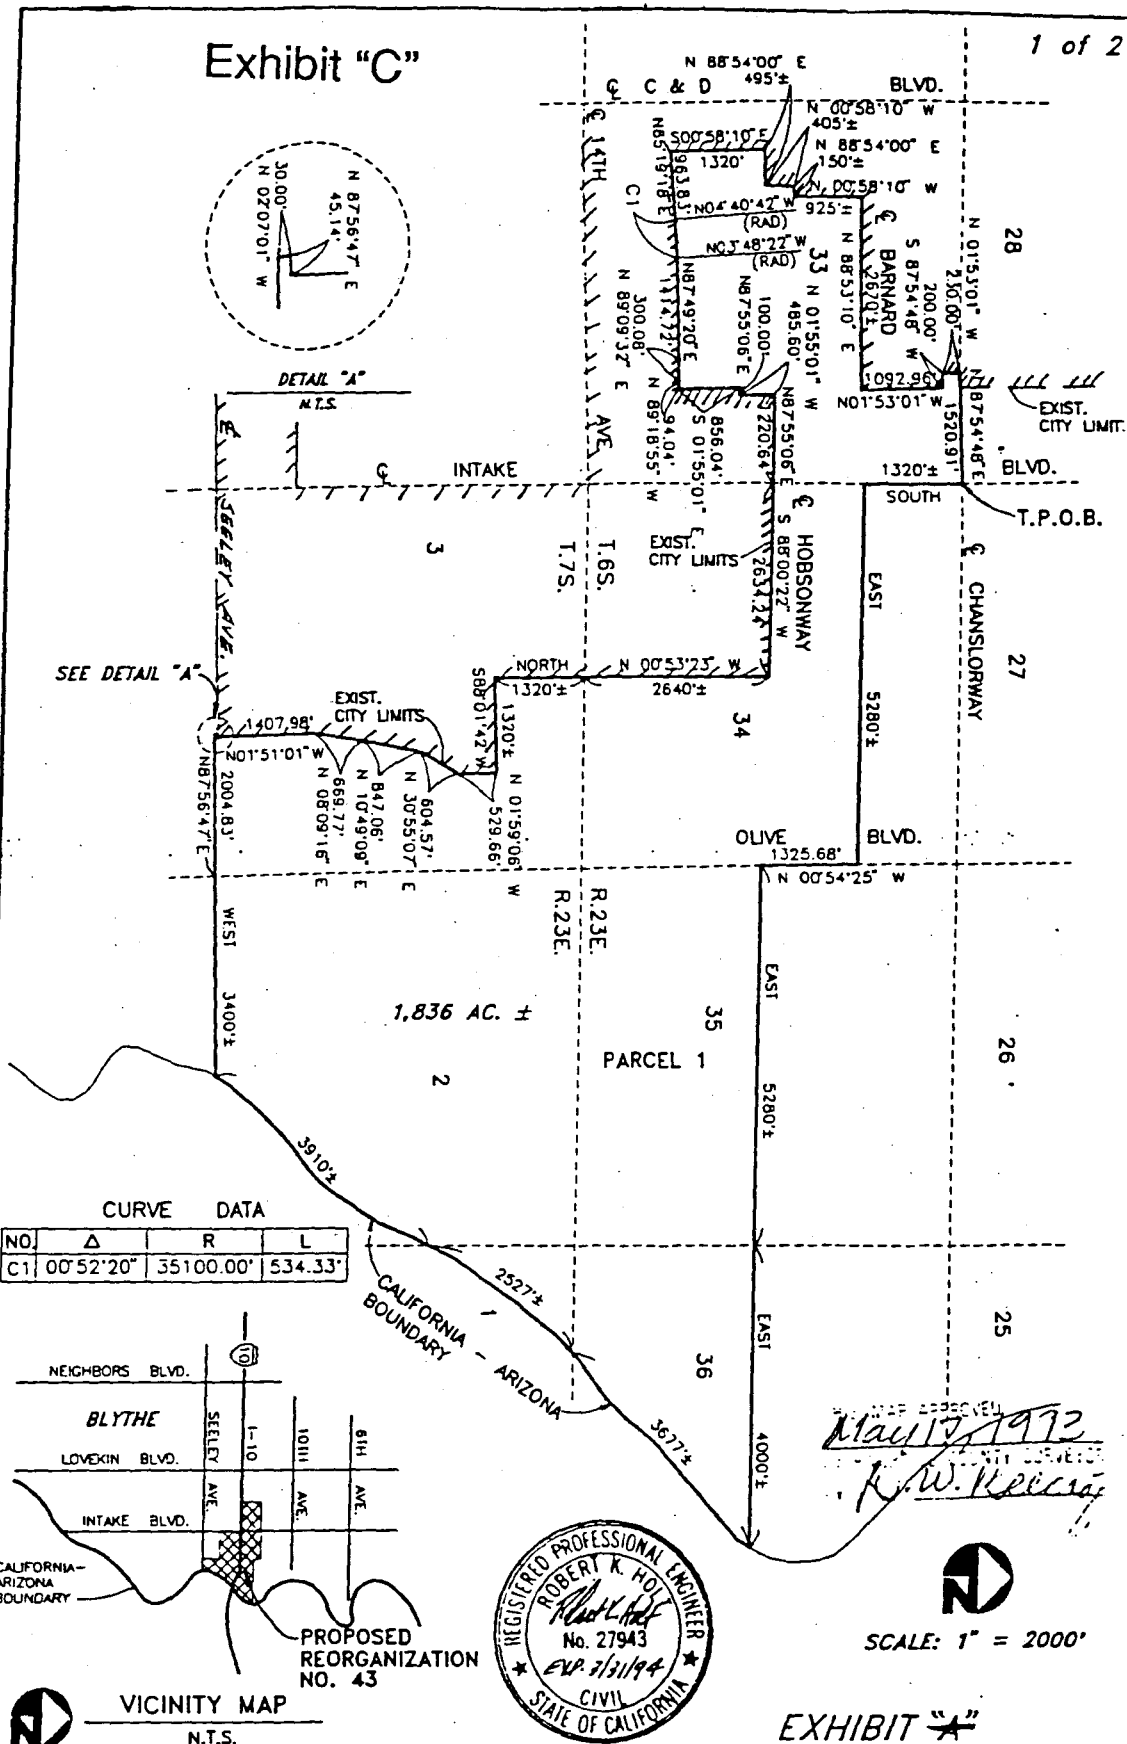 Exhibit "C"
1 of 2
N 88°54'00" E
495'±
℄ C & D BLVD.
N 00°58'10" W
405'±
N 88°54'00" E
150'±
S00°58'10"E
1320'
N 00°58'10" W
925'±
℄ 14TH AVE.
N85°19'18"E
963.83'
C1
N04°40'42"W
(RAD)
N03°48'22"W
(RAD)
33
℄ BARNARD
N 88°53'10" E
2670'±
S 87°54'48" W
200.00'
250.00'
N 01°53'01" W
28
N87°49'20"E
1414.72'
300.08'
N 89°09'32" E
N87°55'06"E
100.00'
485.60'
N 01°55'01" W
1092.96'
N01°53'01"W
N87°54'48"E
1520.91'
EXIST.
CITY LIMIT.
94.04'
N 89°18'55" W
856.04'
S 01°55'01" E
N87°55'06"E
1220.64'
N 87°56'47" E
45.14'
30.00'
N 02°07'01" W
DETAIL "A"
N.T.S.
℄ INTAKE BLVD.
1320'±
SOUTH
T.P.O.B.
℄ SEELEY AVE.
3
T.6S.
T.7S.
EXIST.
CITY LIMITS
℄ HOBSONWAY
S 88°00'22" W
2634.24'
EAST 5280'±
℄ CHANSLORWAY
27
SEE DETAIL "A"
NORTH
1320'±
N 00°53'23" W
2640'±
34
EXIST.
CITY LIMITS
S88°01'42"W
1320'±
1407.98'
N01°51'01"W
669.77'
N 08°09'16" E
847.06'
N 10°49'09" E
604.57'
N 30°55'07" E
529.66'
N 01°59'06" W
2004.83'
N87°56'47"E
OLIVE BLVD.
1325.68'
N 00°54'25" W
R.23E.
R.23E.
WEST 3400'±
1,836 AC. ±
2
35
PARCEL 1
EAST 5280'±
26
3910'±
CURVE DATA
NO. Δ R L
C1 00°52'20" 35100.00' 534.33'
2527'±
1
CALIFORNIA - ARIZONA
BOUNDARY
36
EAST 4000'±
25
3677'±
NEIGHBORS BLVD.
10
BLYTHE
LOVEKIN BLVD.
INTAKE BLVD.
SEELEY AVE.
I-10
10TH AVE.
6TH AVE.
CALIFORNIA-
ARIZONA
BOUNDARY
PROPOSED
REORGANIZATION
NO. 43
N
VICINITY MAP
N.T.S.
REGISTERED PROFESSIONAL ENGINEER
ROBERT K. HOLT
No. 27943
EXP. 3/31/94
CIVIL
STATE OF CALIFORNIA
MAP APPROVED
N
SCALE: 1" = 2000'
EXHIBIT "A"